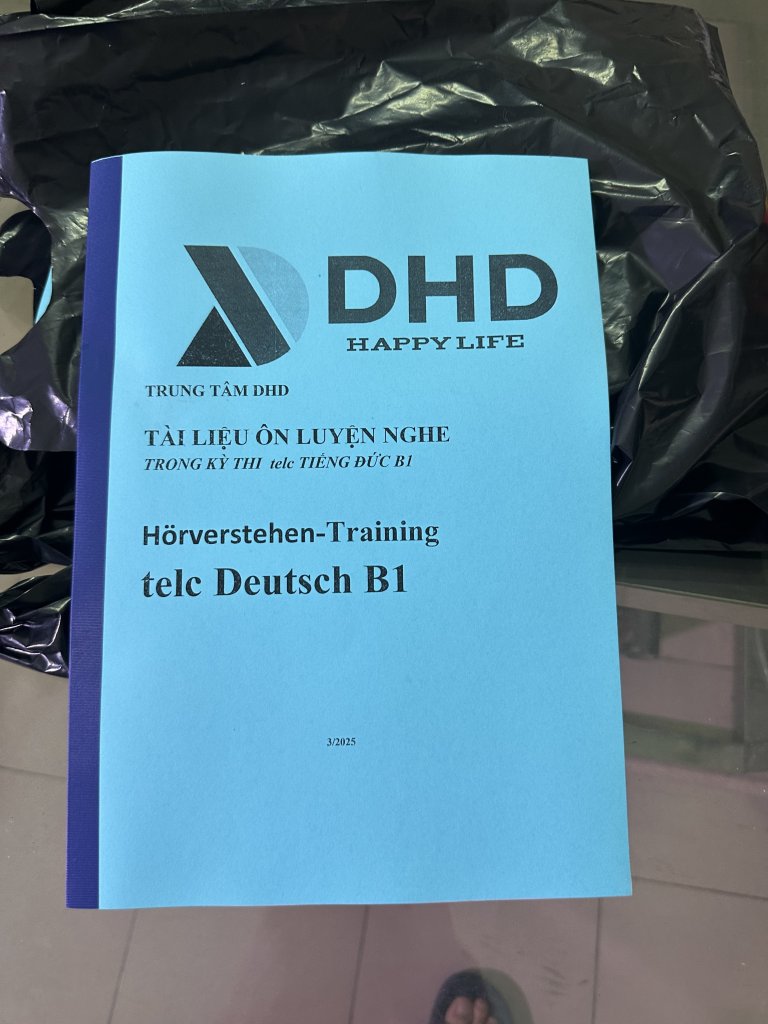 DHD
HAPPY LIFE
TRUNG TÂM DHD
TÀI LIỆU ÔN LUYỆN NGHE
TRONG KỲ THI telc TIẾNG ĐỨC B1
Hörverstehen-Training
telc Deutsch B1
3/2025